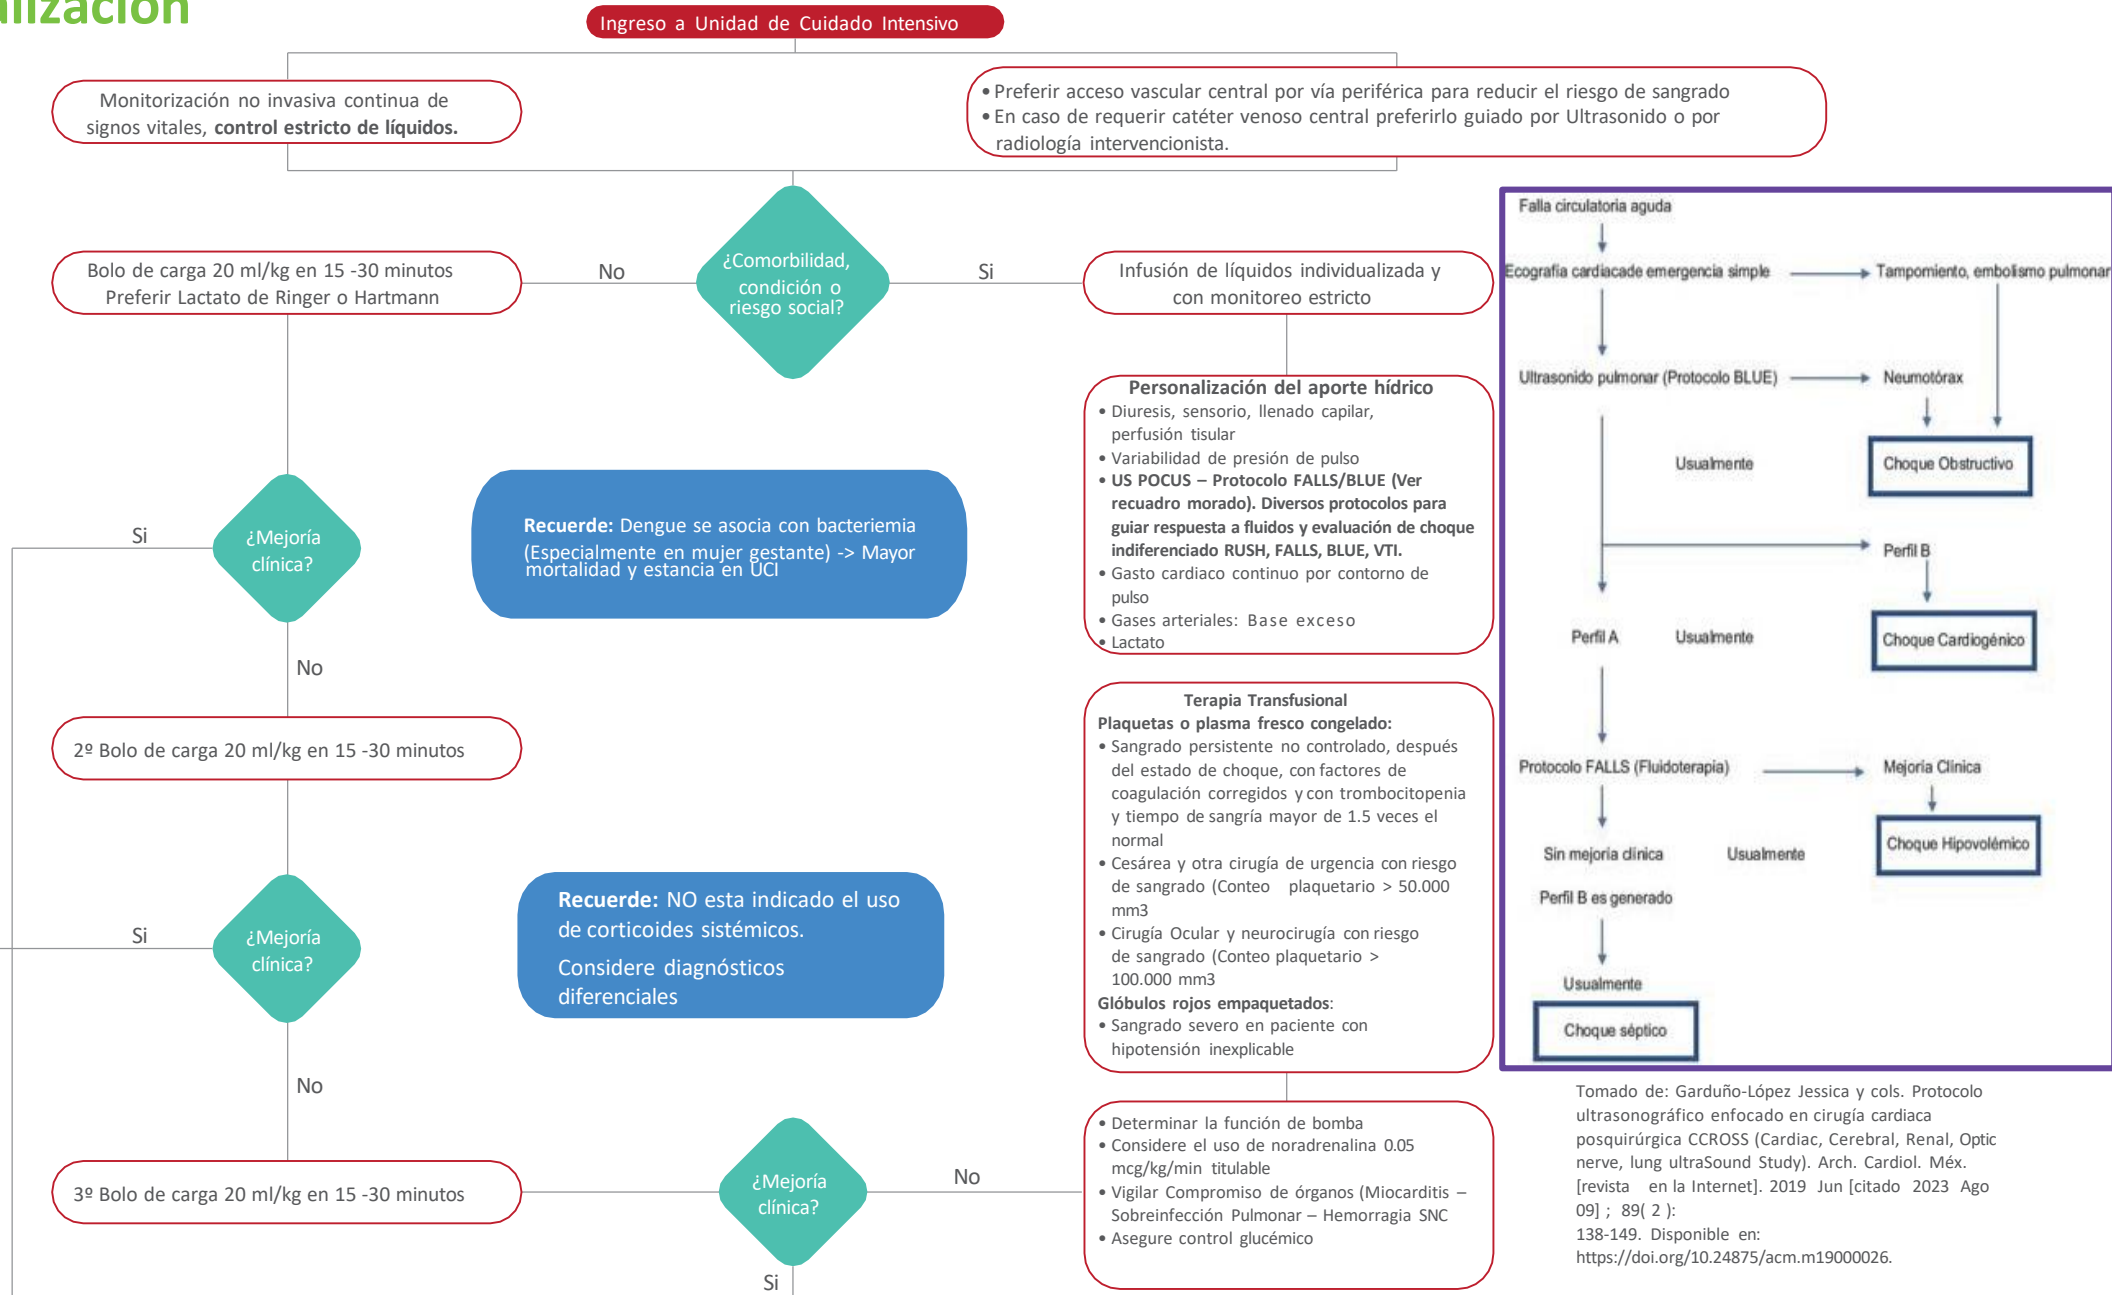 alización
Ingreso a Unidad de Cuidado Intensivo
Monitorización no invasiva continua de
signos vitales, control estricto de líquidos.
• Preferir acceso vascular central por vía periférica para reducir el riesgo de sangrado
• En caso de requerir catéter venoso central preferirlo guiado por Ultrasonido o por
radiología intervencionista.
¿Comorbilidad,
condición o
riesgo social?
No
Si
Bolo de carga 20 ml/kg en 15 -30 minutos
Preferir Lactato de Ringer o Hartmann
Infusión de líquidos individualizada y
con monitoreo estricto
Personalización del aporte hídrico
• Diuresis, sensorio, llenado capilar,
perfusión tisular
• Variabilidad de presión de pulso
• US POCUS – Protocolo FALLS/BLUE (Ver
recuadro morado). Diversos protocolos para
guiar respuesta a fluidos y evaluación de choque
indiferenciado RUSH, FALLS, BLUE, VTI.
• Gasto cardiaco continuo por contorno de
pulso
• Gases arteriales: Base exceso
• Lactato
¿Mejoría
clínica?
Si
No
Recuerde: Dengue se asocia con bacteriemia
(Especialmente en mujer gestante) -> Mayor
mortalidad y estancia en UCI
2º Bolo de carga 20 ml/kg en 15 -30 minutos
Terapia Transfusional
Plaquetas o plasma fresco congelado:
• Sangrado persistente no controlado, después
del estado de choque, con factores de
coagulación corregidos y con trombocitopenia
y tiempo de sangría mayor de 1.5 veces el
normal
• Cesárea y otra cirugía de urgencia con riesgo
de sangrado (Conteo plaquetario > 50.000
mm3
• Cirugía Ocular y neurocirugía con riesgo
de sangrado (Conteo plaquetario >
100.000 mm3
Glóbulos rojos empaquetados:
• Sangrado severo en paciente con
hipotensión inexplicable
¿Mejoría
clínica?
Si
No
Recuerde: NO esta indicado el uso
de corticoides sistémicos.
Considere diagnósticos
diferenciales
3º Bolo de carga 20 ml/kg en 15 -30 minutos
¿Mejoría
clínica?
No
Si
• Determinar la función de bomba
• Considere el uso de noradrenalina 0.05
mcg/kg/min titulable
• Vigilar Compromiso de órganos (Miocarditis –
Sobreinfección Pulmonar – Hemorragia SNC
• Asegure control glucémico
Falla circulatoria aguda
Ecografia cardiacade emergencia simple
Tampomiento, embolismo pulmonar
Ultrasonido pulmonar (Protocolo BLUE)
Neumotórax
Usualmente
Choque Obstructivo
Perfil B
Perfil A
Usualmente
Choque Cardiogénico
Protocolo FALLS (Fluidoterapia)
Mejoria Clinica
Sin mejoria clinica
Usualmente
Choque Hipovolémico
Perfil B es generado
Usualmente
Choque séptico
Tomado de: Garduño-López Jessica y cols. Protocolo
ultrasonográfico enfocado en cirugía cardiaca
posquirúrgica CCROSS (Cardiac, Cerebral, Renal, Optic
nerve, lung ultraSound Study). Arch. Cardiol. Méx.
[revista en la Internet]. 2019 Jun [citado 2023 Ago
09] ; 89( 2 ):
138-149. Disponible en:
https://doi.org/10.24875/acm.m19000026.